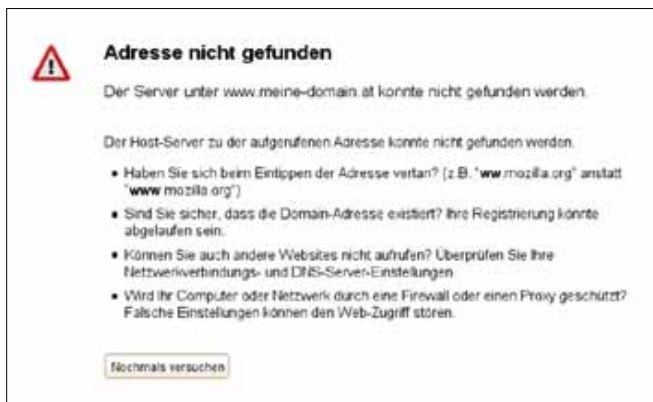 Adresse nicht gefunden
Der Server unter www.meine-domain.at konnte nicht gefunden werden.
Der Host-Server zu der aufgerufenen Adresse konnte nicht gefunden werden.
• Haben Sie sich beim Eintippen der Adresse vertan? (z.B. "ww.mozilla.org" anstatt
"www.mozilla.org")
• Sind Sie sicher, dass die Domain-Adresse existiert? Ihre Registrierung könnte
abgelaufen sein.
• Können Sie auch andere Websites nicht aufrufen? Überprüfen Sie Ihre
Netzwerkverbindungs- und DNS-Server-Einstellungen.
• Wird Ihr Computer oder Netzwerk durch eine Firewall oder einen Proxy geschützt?
Falsche Einstellungen können den Web-Zugriff stören.
Nochmals versuchen